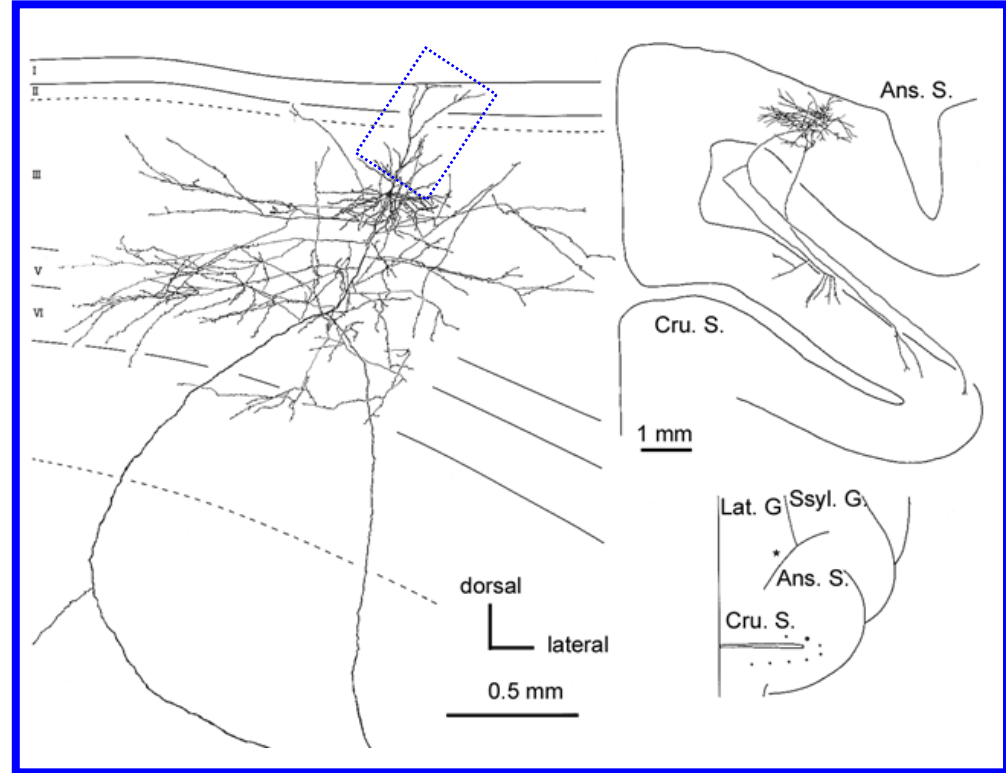 I
II
III
V
VI
dorsal
lateral
0.5 mm
Ans. S.
Cru. S.
1 mm
Lat. G
Ssyl. G.
*
Ans. S.
Cru. S.